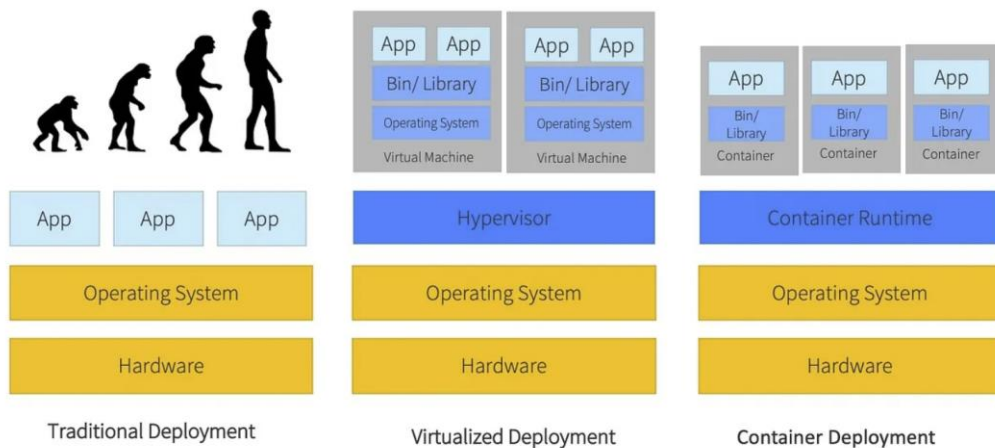 App
App
App
Operating System
Hardware
Traditional Deployment
App
App
Bin/ Library
Operating System
Virtual Machine
App
App
Bin/ Library
Operating System
Virtual Machine
Hypervisor
Operating System
Hardware
Virtualized Deployment
App
Bin/
Library
Container
App
Bin/
Library
Container
App
Bin/
Library
Container
Container Runtime
Operating System
Hardware
Container Deployment